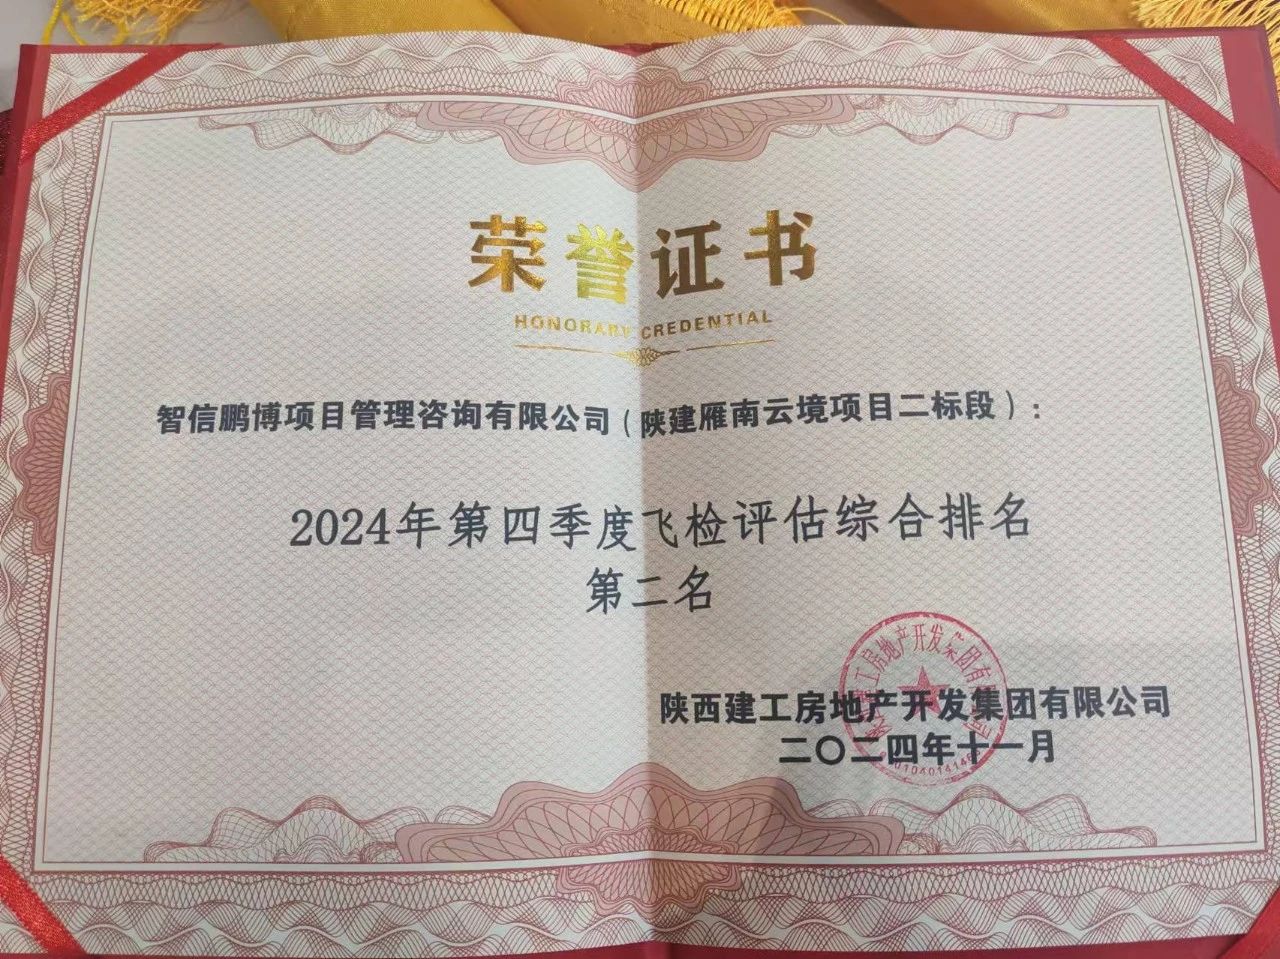 荣誉证书
HONORARY CREDENTIAL
智信鹏博项目管理咨询有限公司（陕建雁南云境项目二标段）：
2024年第四季度飞检评估综合排名
第二名
陕西建工房地产开发集团有限公司
二〇二四年十一月